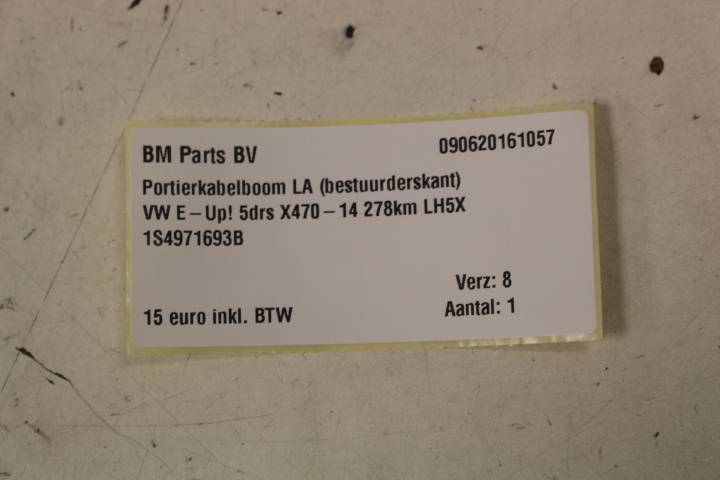 BM Parts BV 090620161057
Portierkabelboom LA (bestuurderskant)
VW E-Up! 5drs X470-14 278km LH5X
1S4971693B
Verz: 8
15 euro inkl. BTW Aantal: 1